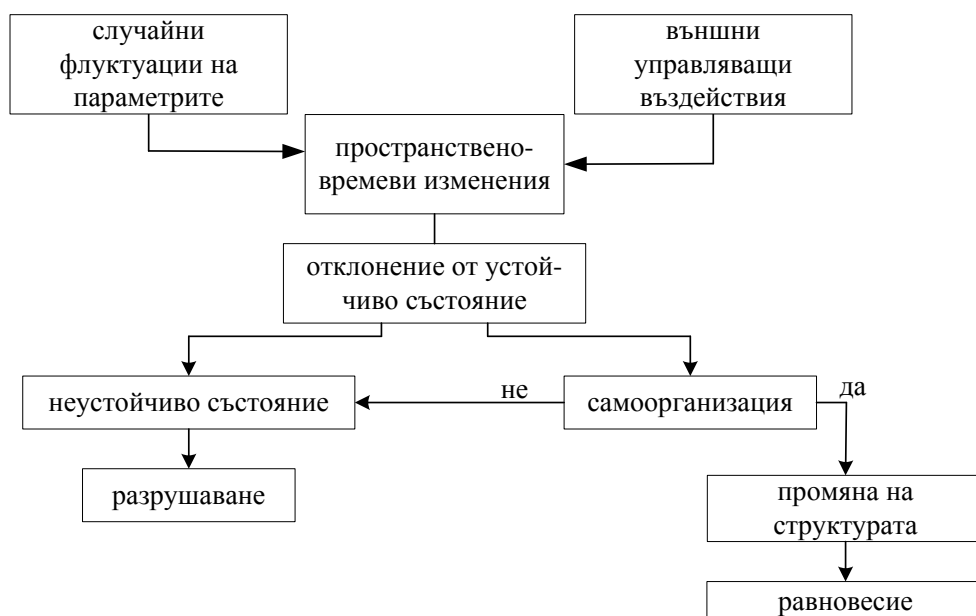 случайни
флуктуации на
параметрите
външни
управляващи
въздействия
пространствено-
времеви изменения
отклонение от устой-
чиво състояние
неустойчиво състояние
не
самоорганизация
да
разрушаване
промяна на
структурата
равновесие